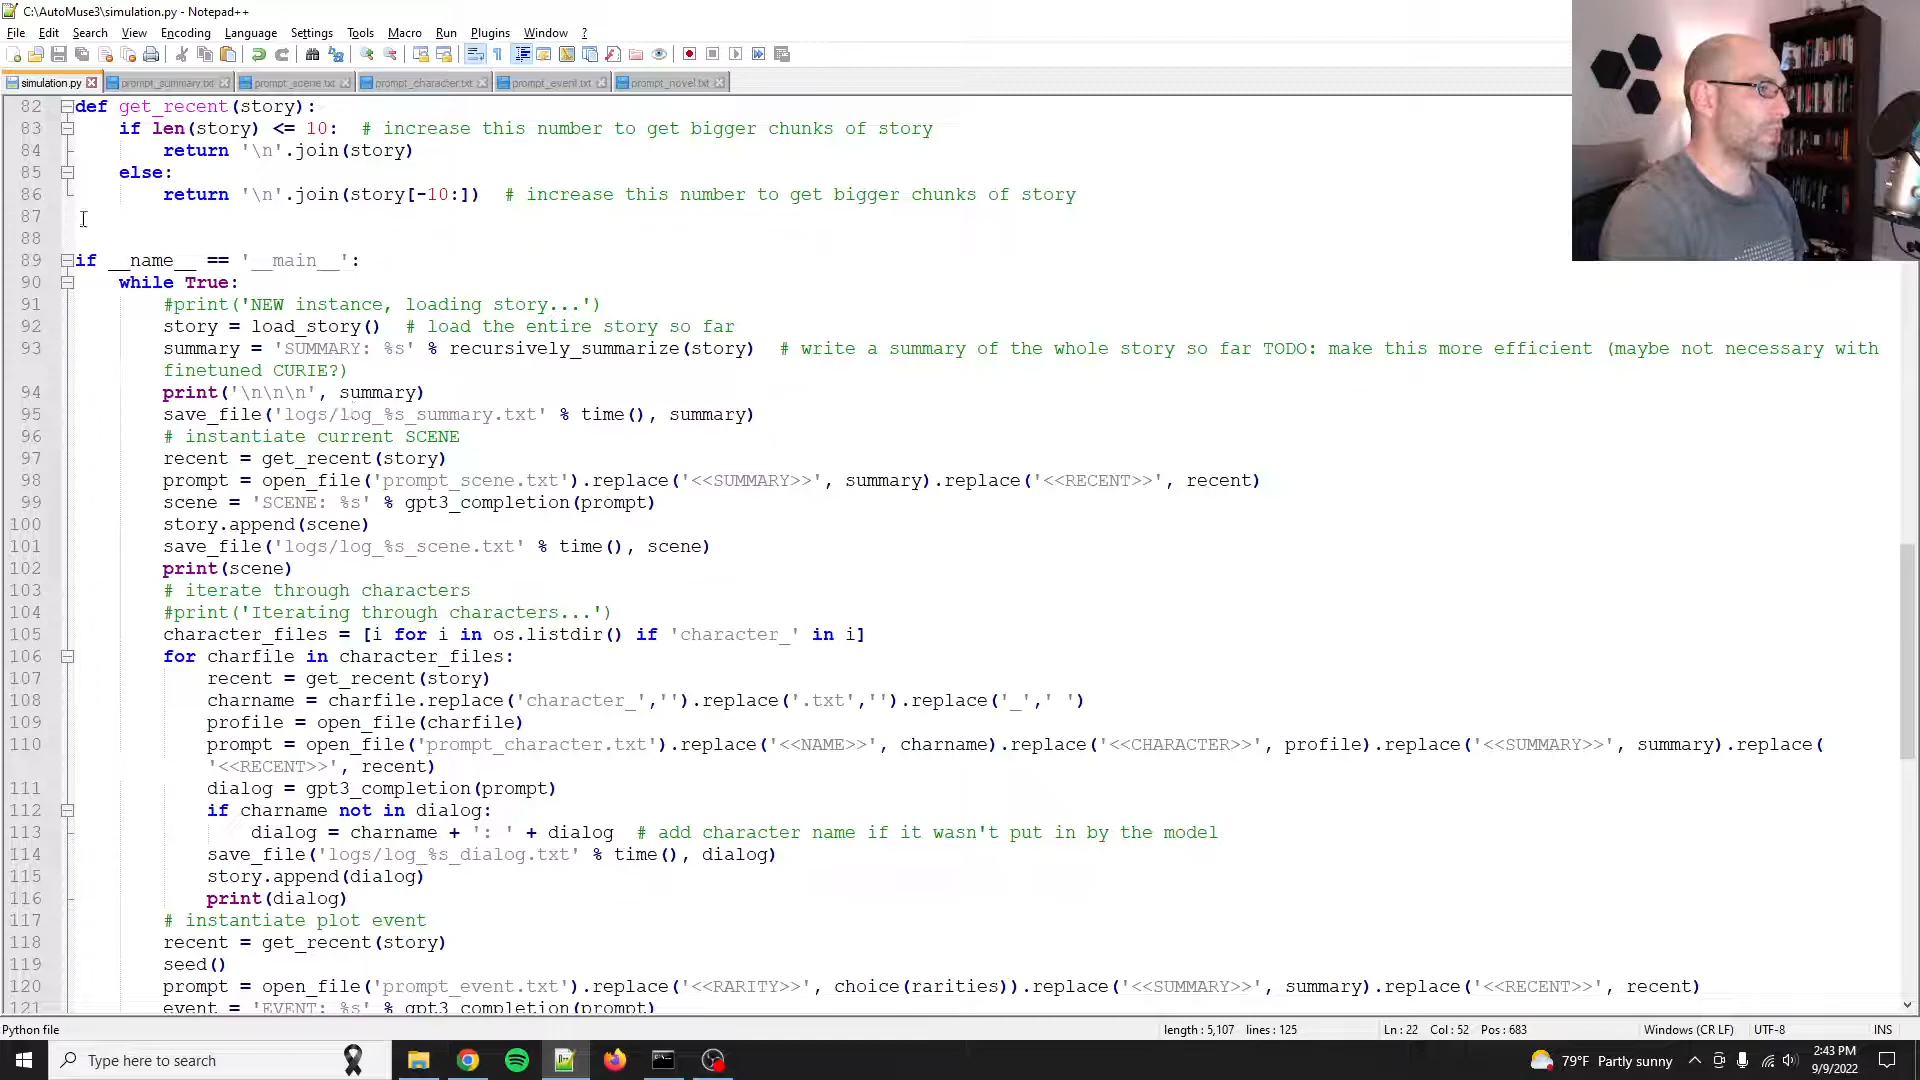 C:\AutoMuse3\simulation.py - Notepad++
File Edit Search View Encoding Language Settings Tools Macro Run Plugins Window ?
simulation.py prompt_summary.txt prompt_scene.txt prompt_character.txt prompt_event.txt prompt_novel.txt
82 def get_recent(story):
83 if len(story) <= 10: # increase this number to get bigger chunks of story
84 return '\n'.join(story)
85 else:
86 return '\n'.join(story[-10:]) # increase this number to get bigger chunks of story
87
88
89 if __name__ == '__main__':
90 while True:
91 #print('NEW instance, loading story...')
92 story = load_story() # load the entire story so far
93 summary = 'SUMMARY: %s' % recursively_summarize(story) # write a summary of the whole story so far TODO: make this more efficient (maybe not necessary with
finetuned CURIE?)
94 print('\n\n\n', summary)
95 save_file('logs/log_%s_summary.txt' % time(), summary)
96 # instantiate current SCENE
97 recent = get_recent(story)
98 prompt = open_file('prompt_scene.txt').replace('<<SUMMARY>>', summary).replace('<<RECENT>>', recent)
99 scene = 'SCENE: %s' % gpt3_completion(prompt)
100 story.append(scene)
101 save_file('logs/log_%s_scene.txt' % time(), scene)
102 print(scene)
103 # iterate through characters
104 #print('Iterating through characters...')
105 character_files = [i for i in os.listdir() if 'character_' in i]
106 for charfile in character_files:
107 recent = get_recent(story)
108 charname = charfile.replace('character_','').replace('.txt','').replace('_',' ')
109 profile = open_file(charfile)
110 prompt = open_file('prompt_character.txt').replace('<<NAME>>', charname).replace('<<CHARACTER>>', profile).replace('<<SUMMARY>>', summary).replace(
'<<RECENT>>', recent)
111 dialog = gpt3_completion(prompt)
112 if charname not in dialog:
113 dialog = charname + ': ' + dialog # add character name if it wasn't put in by the model
114 save_file('logs/log_%s_dialog.txt' % time(), dialog)
115 story.append(dialog)
116 print(dialog)
117 # instantiate plot event
118 recent = get_recent(story)
119 seed()
120 prompt = open_file('prompt_event.txt').replace('<<RARITY>>', choice(rarities)).replace('<<SUMMARY>>', summary).replace('<<RECENT>>', recent)
121 event = 'EVENT: %s' % gpt3_completion(prompt)
Python file length : 5,107 lines : 125 Ln : 22 Col : 52 Pos : 683 Windows (CR LF) UTF-8 INS
Type here to search 79°F Partly sunny 2:43 PM
9/9/2022